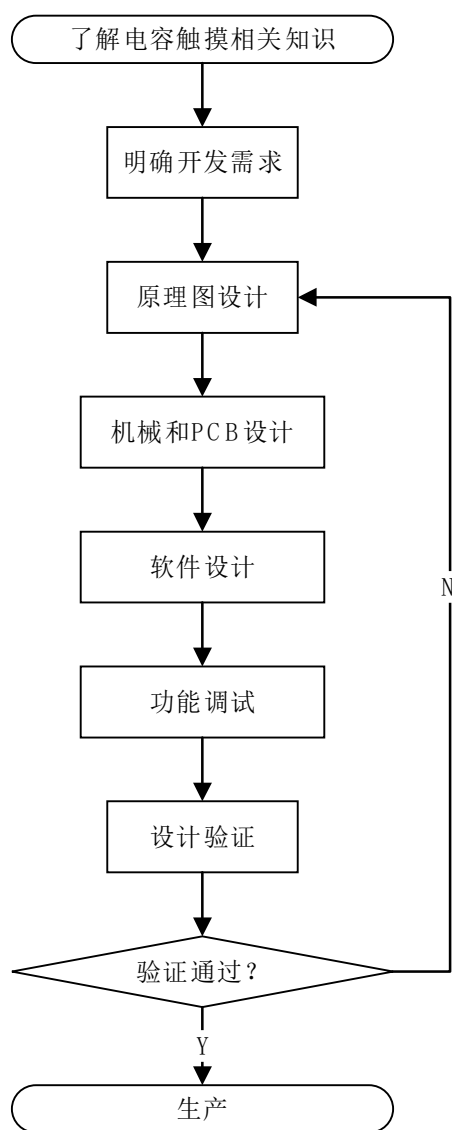 了解电容触摸相关知识
明确开发需求
原理图设计
机械和PCB设计
软件设计
N
功能调试
设计验证
验证通过?
Y
生产